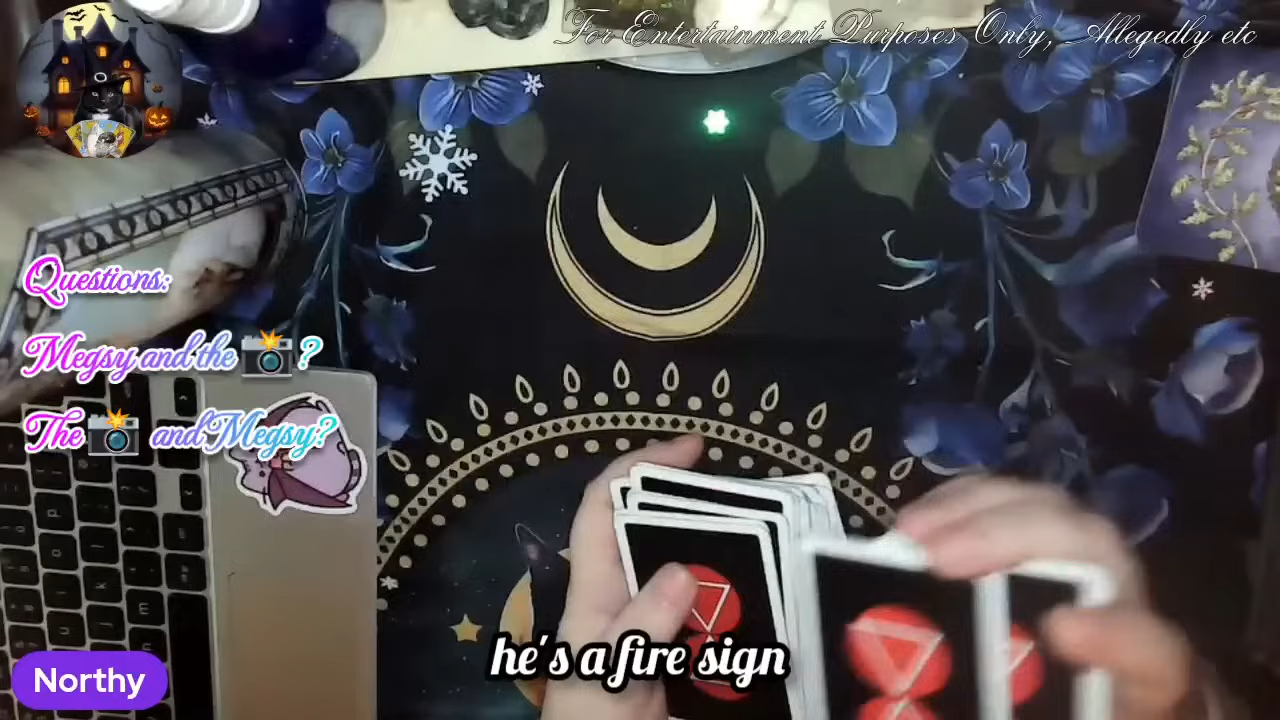 For Entertainment Purposes Only, Allegedly etc
Questions:
Megsy and the 📸?
The 📸 and Megsy?
he's a fire sign
Northy